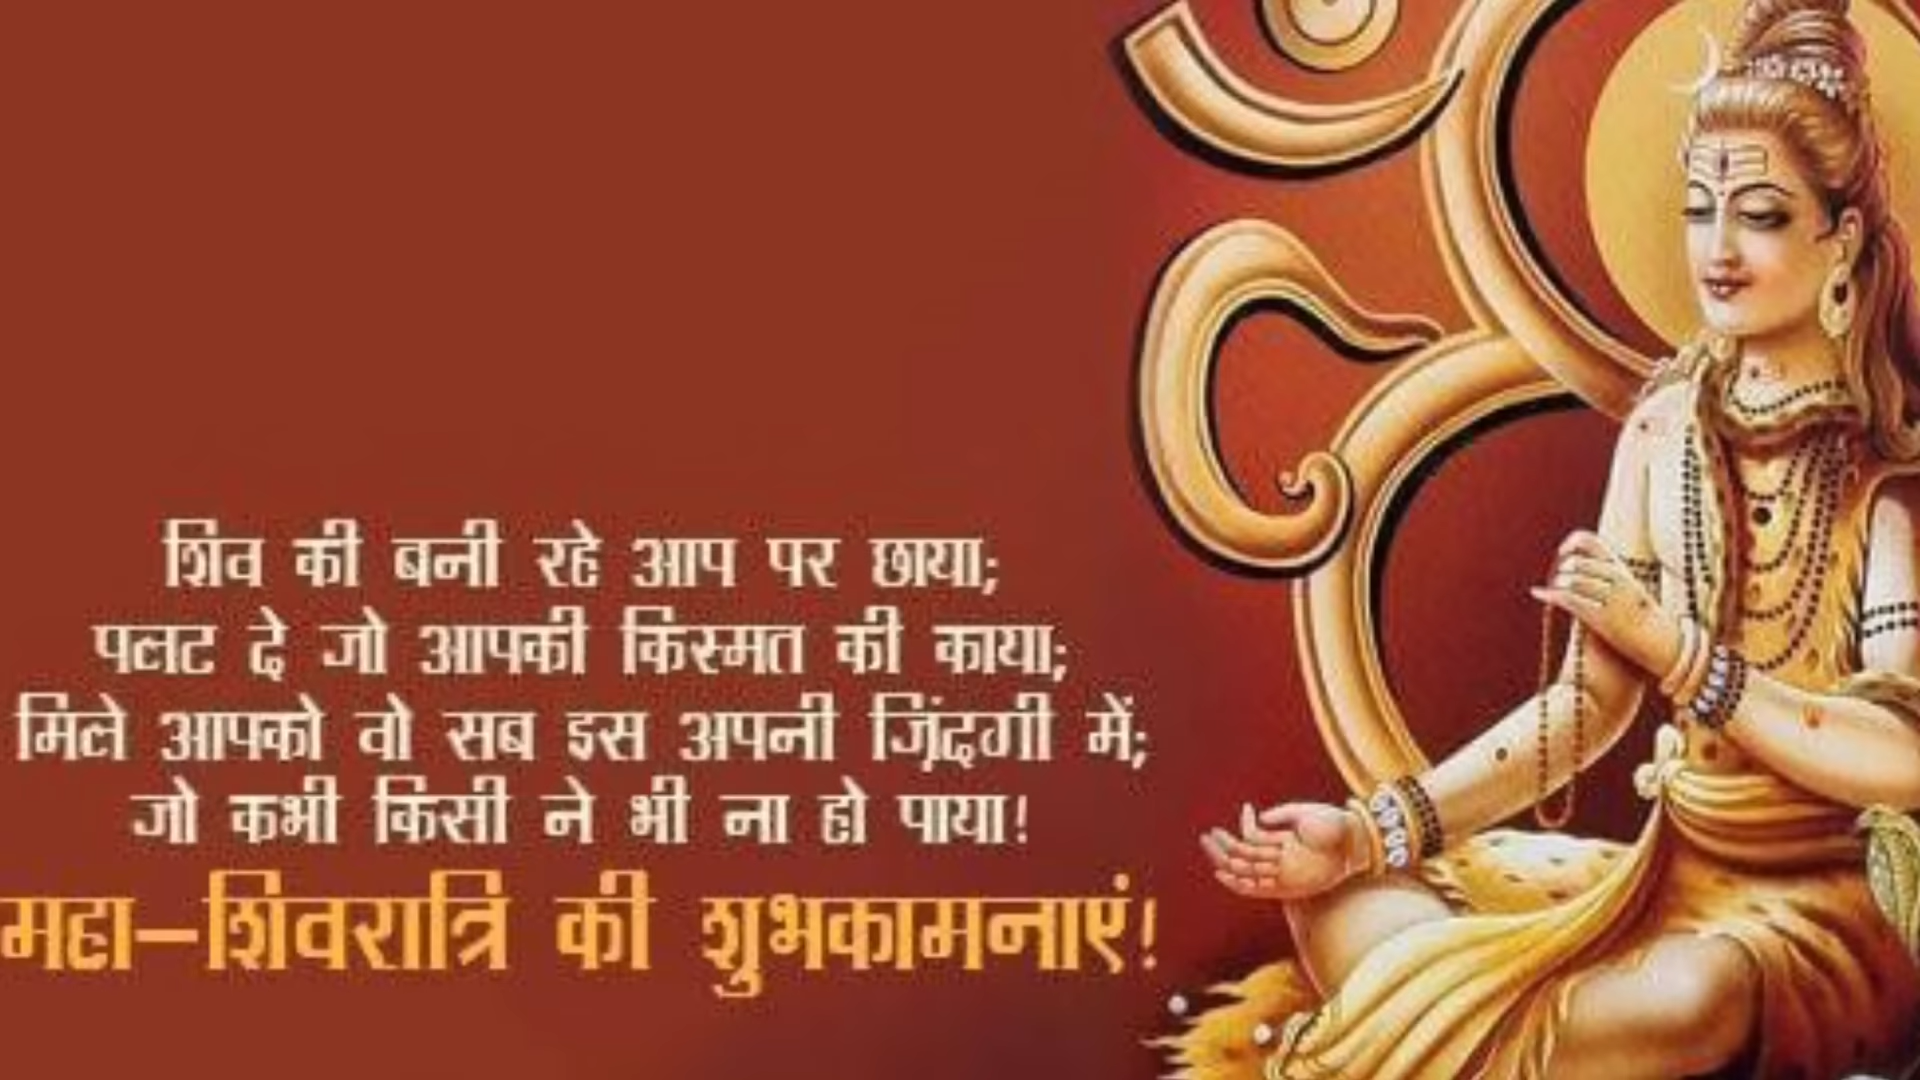 शिव की बनी रहे आप पर छाया;
पलट दे जो आपकी किस्मत की काया;
मिले आपको वो सब इस अपनी ज़िंदगी में;
जो कभी किसी ने भी ना हो पाया!
महा-शिवरात्रि की शुभकामनाएं!